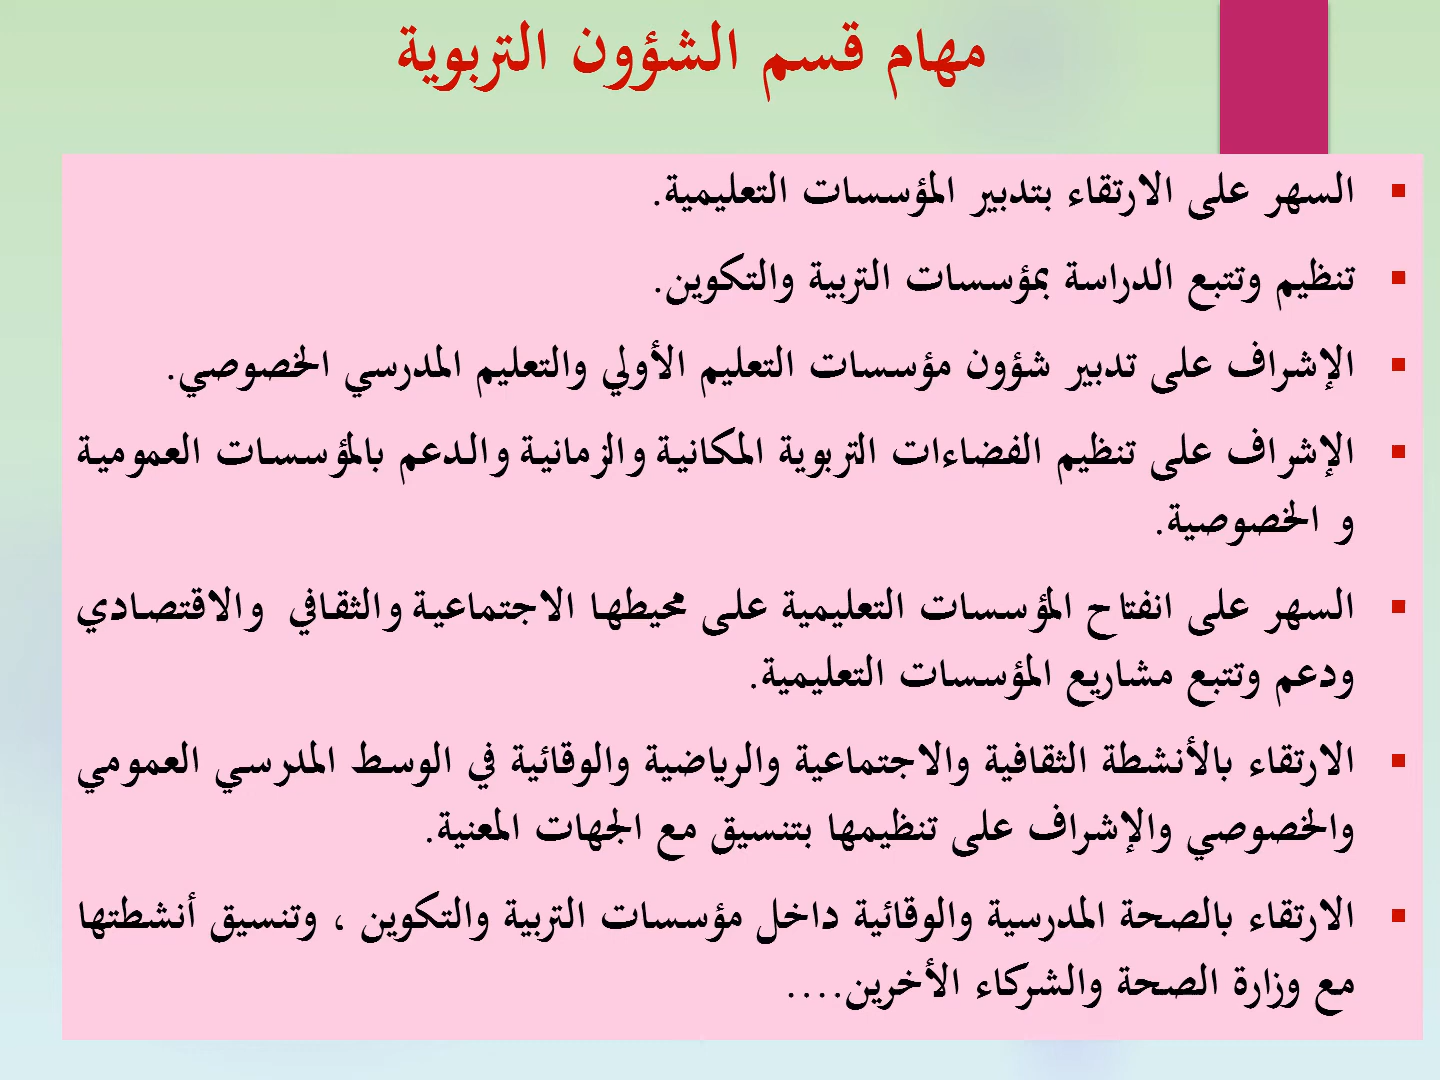 مهام قسم الشؤون التربوية
▪ السهر على الارتقاء بتدبير المؤسسات التعليمية.
▪ تنظيم وتتبع الدراسة بمؤسسات التربية والتكوين.
▪ الإشراف على تدبير شؤون مؤسسات التعليم الأولي والتعليم المدرسي الخصوصي.
▪ الإشراف على تنظيم الفضاءات التربوية المكانية والزمانية والدعم بالمؤسسات العمومية
و الخصوصية.
▪ السهر على انفتاح المؤسسات التعليمية على محيطها الاجتماعية والثقافي والاقتصادي
ودعم وتتبع مشاريع المؤسسات التعليمية.
▪ الارتقاء بالأنشطة الثقافية والاجتماعية والرياضية والوقائية في الوسط المدرسي العمومي
والخصوصي والإشراف على تنظيمها بتنسيق مع الجهات المعنية.
▪ الارتقاء بالصحة المدرسية والوقائية داخل مؤسسات التربية والتكوين ، وتنسيق أنشطتها
مع وزارة الصحة والشركاء الأخرين....